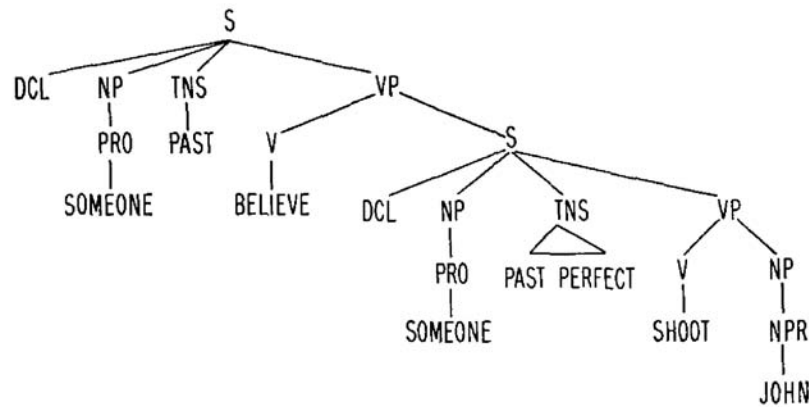 S
DCL NP TNS VP
PRO PAST V S
SOMEONE BELIEVE DCL NP TNS VP
PRO PAST PERFECT V NP
SOMEONE SHOOT NPR
JOHN